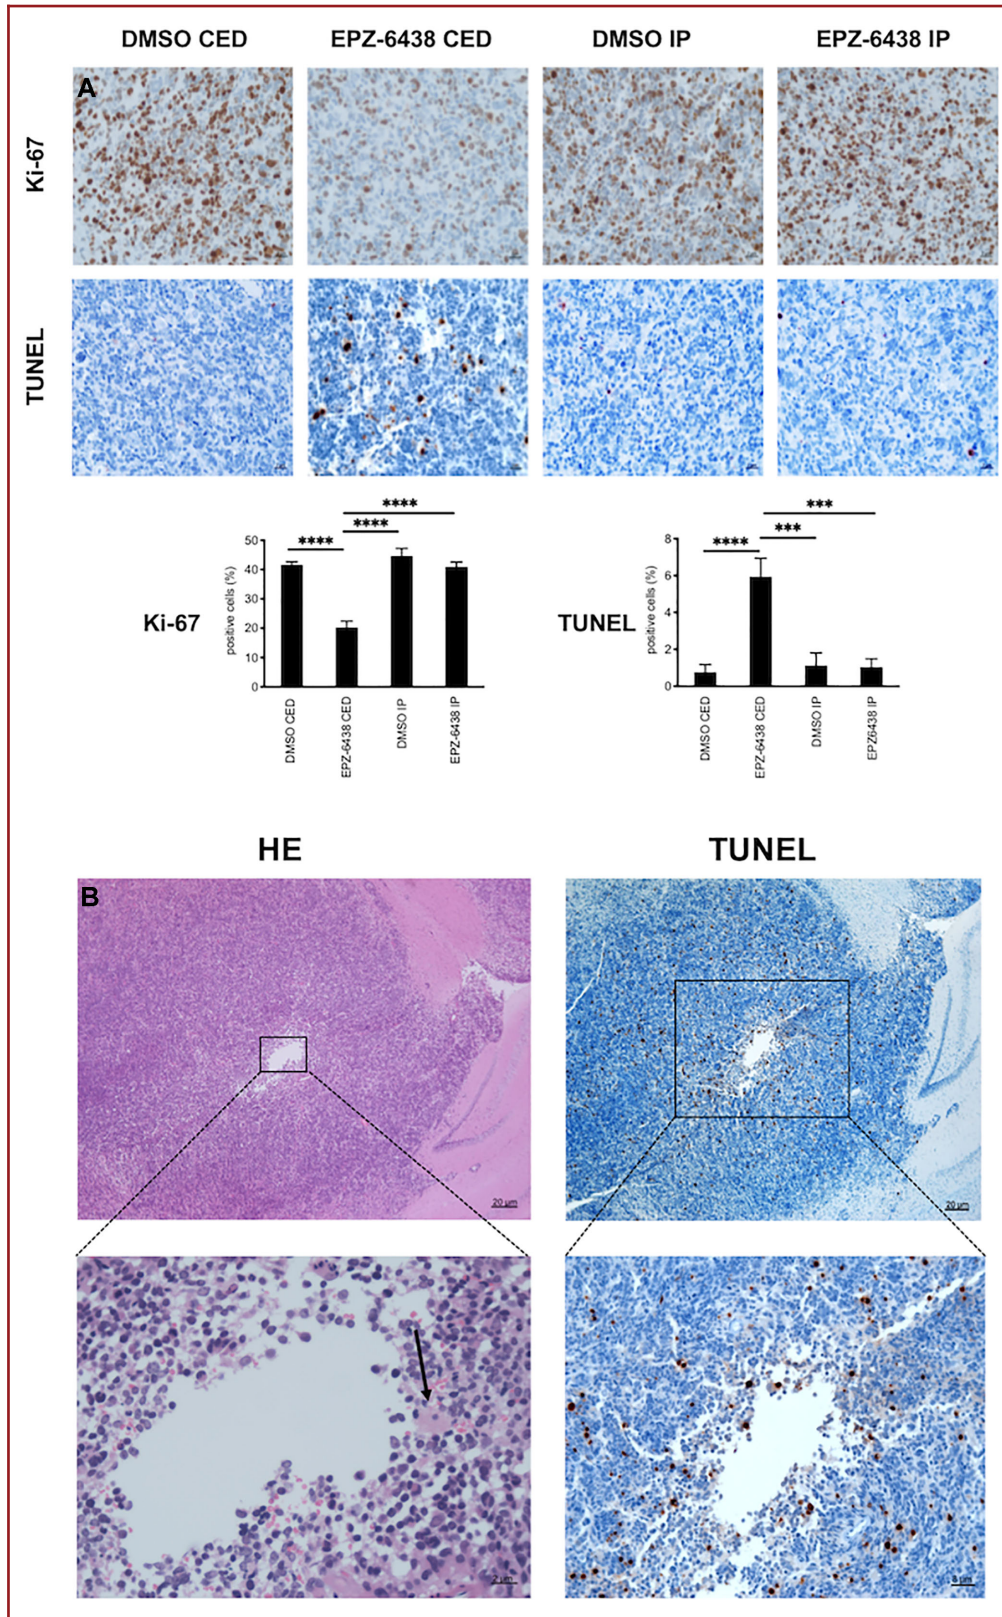 DMSO CED EPZ-6438 CED DMSO IP EPZ-6438 IP
A
Ki-67
TUNEL
**** *** 
**** ****
**** ***
50
40
30
20
10
0
positive cells (%)
Ki-67
DMSO CED
EPZ-6438 CED
DMSO IP
EPZ-6438 IP
8
6
4
2
0
positive cells (%)
TUNEL
DMSO CED
EPZ-6438 CED
DMSO IP
EPZ6438 IP
HE TUNEL
B
20 µm
20 µm
2 µm
8 µm